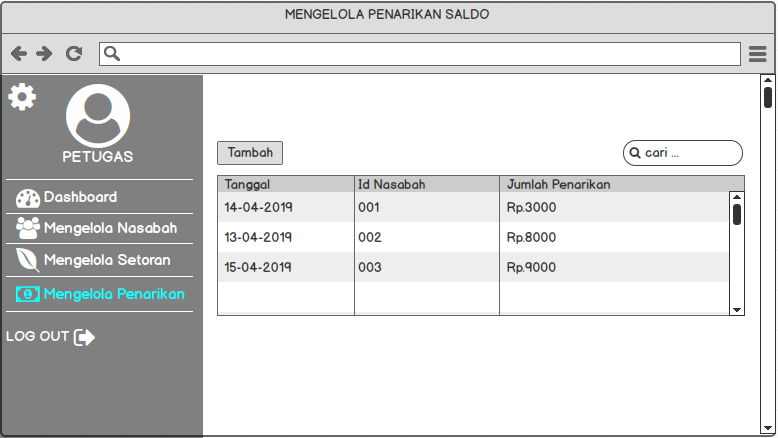 MENGELOLA PENARIKAN SALDO
PETUGAS
Dashboard
Mengelola Nasabah
Mengelola Setoran
Mengelola Penarikan
LOG OUT
Tambah
cari ...
Tanggal Id Nasabah Jumlah Penarikan
14-04-2019 001 Rp.3000
13-04-2019 002 Rp.8000
15-04-2019 003 Rp.9000